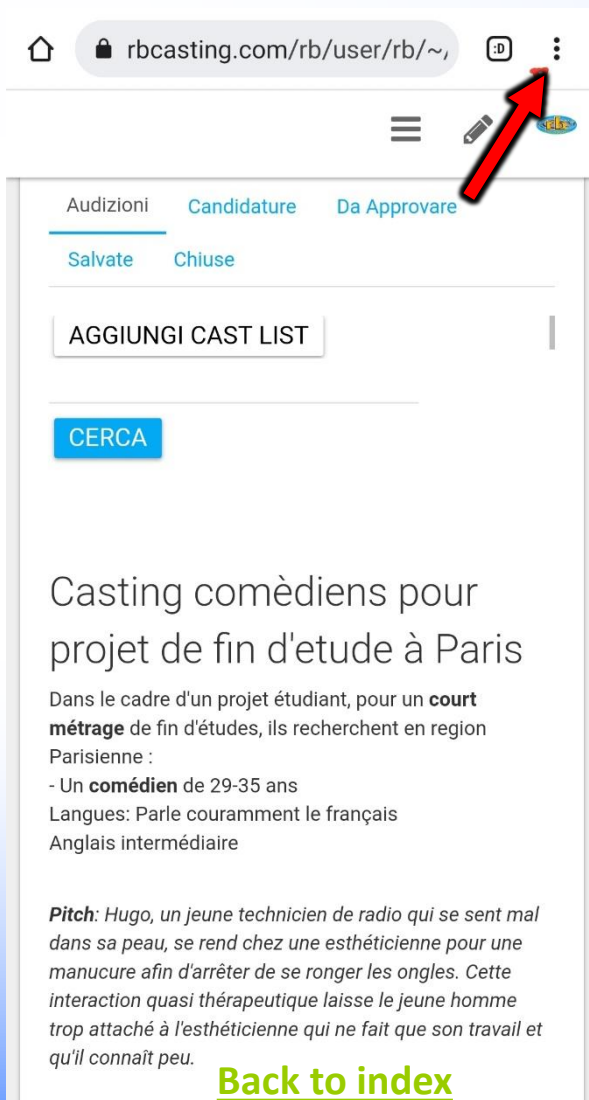 rbcasting.com/rb/user/rb/~, :D
Audizioni Candidature Da Approvare
Salvate Chiuse
AGGIUNGI CAST LIST
CERCA
Casting comèdiens pour
projet de fin d'etude à Paris
Dans le cadre d'un projet étudiant, pour un court
métrage de fin d'études, ils recherchent en region
Parisienne :
- Un comédien de 29-35 ans
Langues: Parle couramment le français
Anglais intermédiaire
Pitch: Hugo, un jeune technicien de radio qui se sent mal
dans sa peau, se rend chez une esthéticienne pour une
manucure afin d'arrêter de se ronger les ongles. Cette
interaction quasi thérapeutique laisse le jeune homme
trop attaché à l'esthéticienne qui ne fait que son travail et
qu'il connaît peu.
Back to index